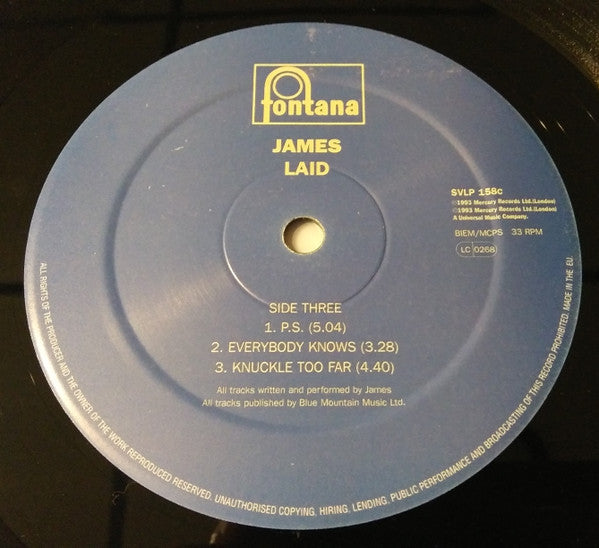 fontana
JAMES
LAID
SVLP 158c
℗1993 Mercury Records Ltd.(London)
©1993 Mercury Records Ltd.(London)
A Universal Music Company.
BIEM/MCPS 33 RPM
LC 0268
SIDE THREE
1. P.S. (5.04)
2. EVERYBODY KNOWS (3.28)
3. KNUCKLE TOO FAR (4.40)
All tracks written and performed by James
All tracks published by Blue Mountain Music Ltd.
ALL RIGHTS OF THE PRODUCER AND THE OWNER OF THE WORK REPRODUCED RESERVED. UNAUTHORISED COPYING, HIRING, LENDING, PUBLIC PERFORMANCE AND BROADCASTING OF THIS RECORD PROHIBITED. MADE IN THE EU.